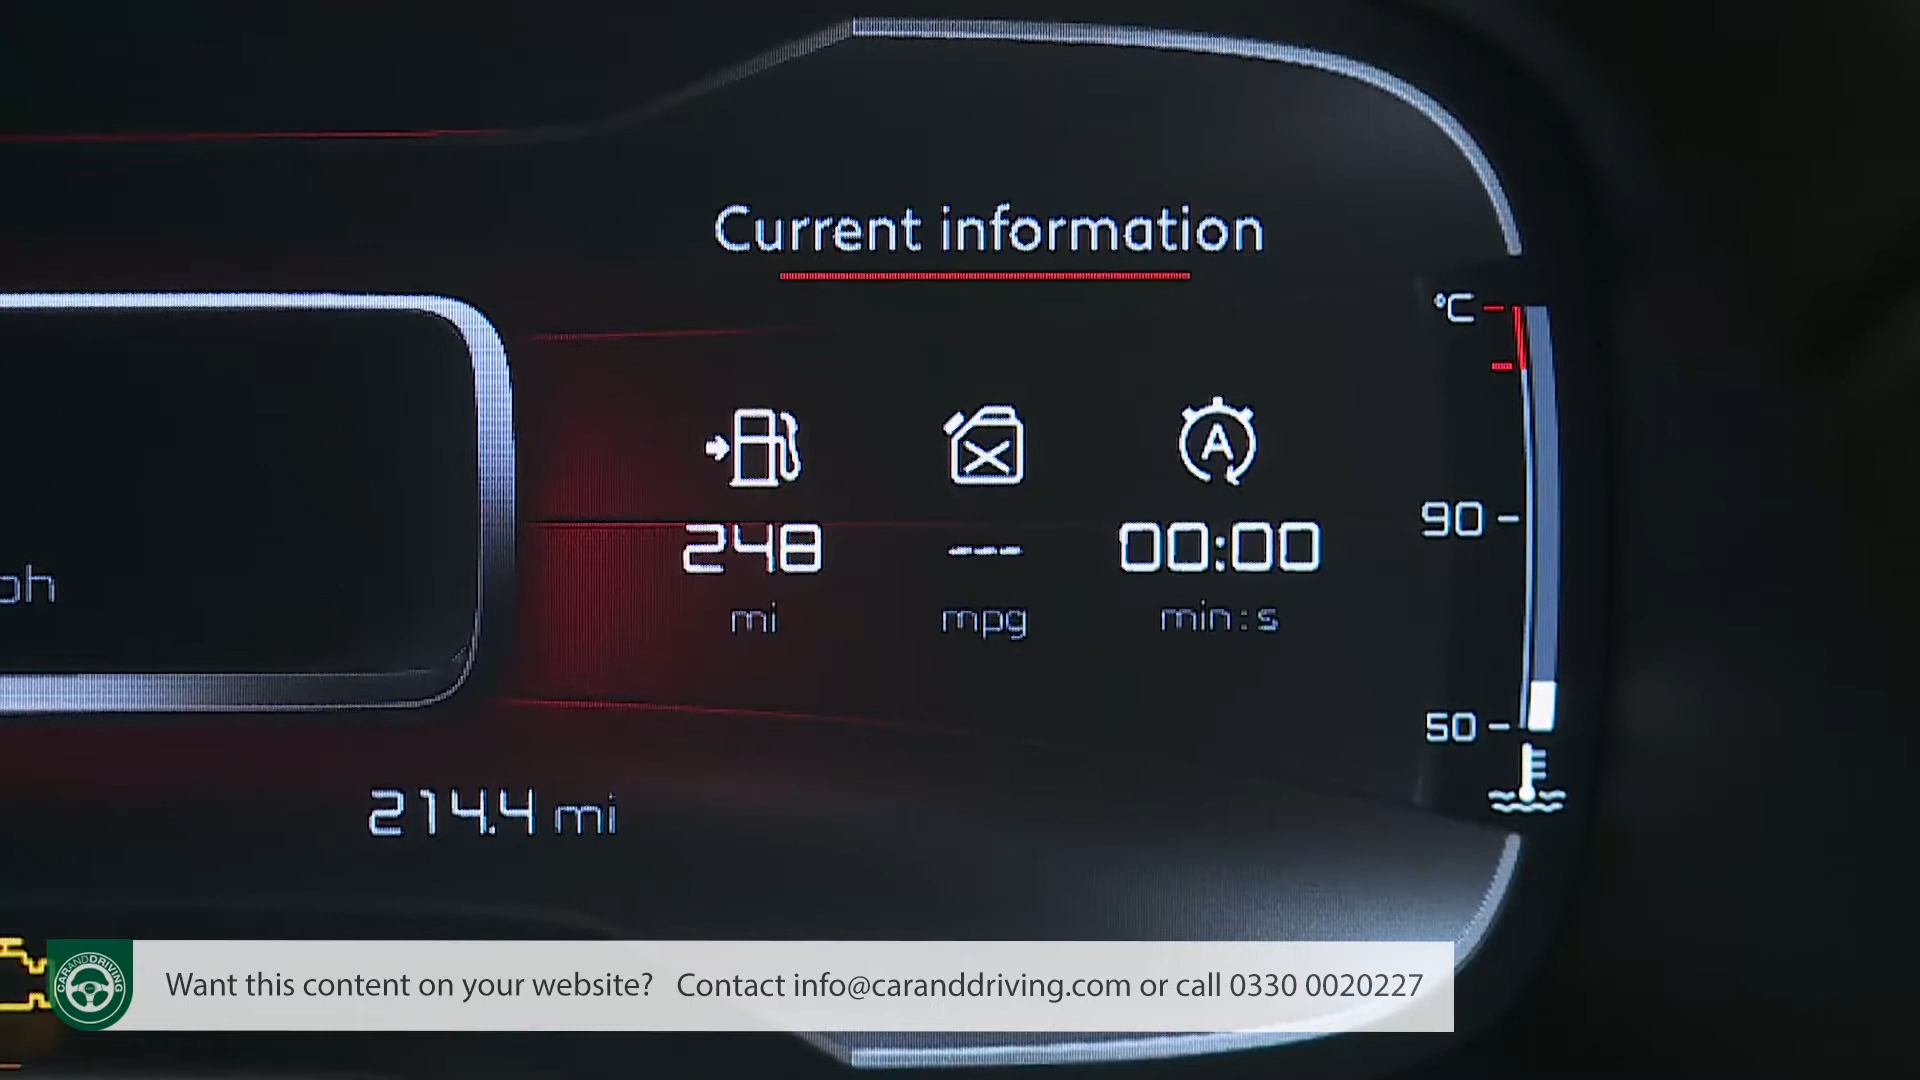 Current information
°C
A
248
---
00:00
90
ph
mi
mpg
min:s
50
214.4 mi
CARANDDRIVING
Want this content on your website? Contact info@caranddriving.com or call 0330 0020227